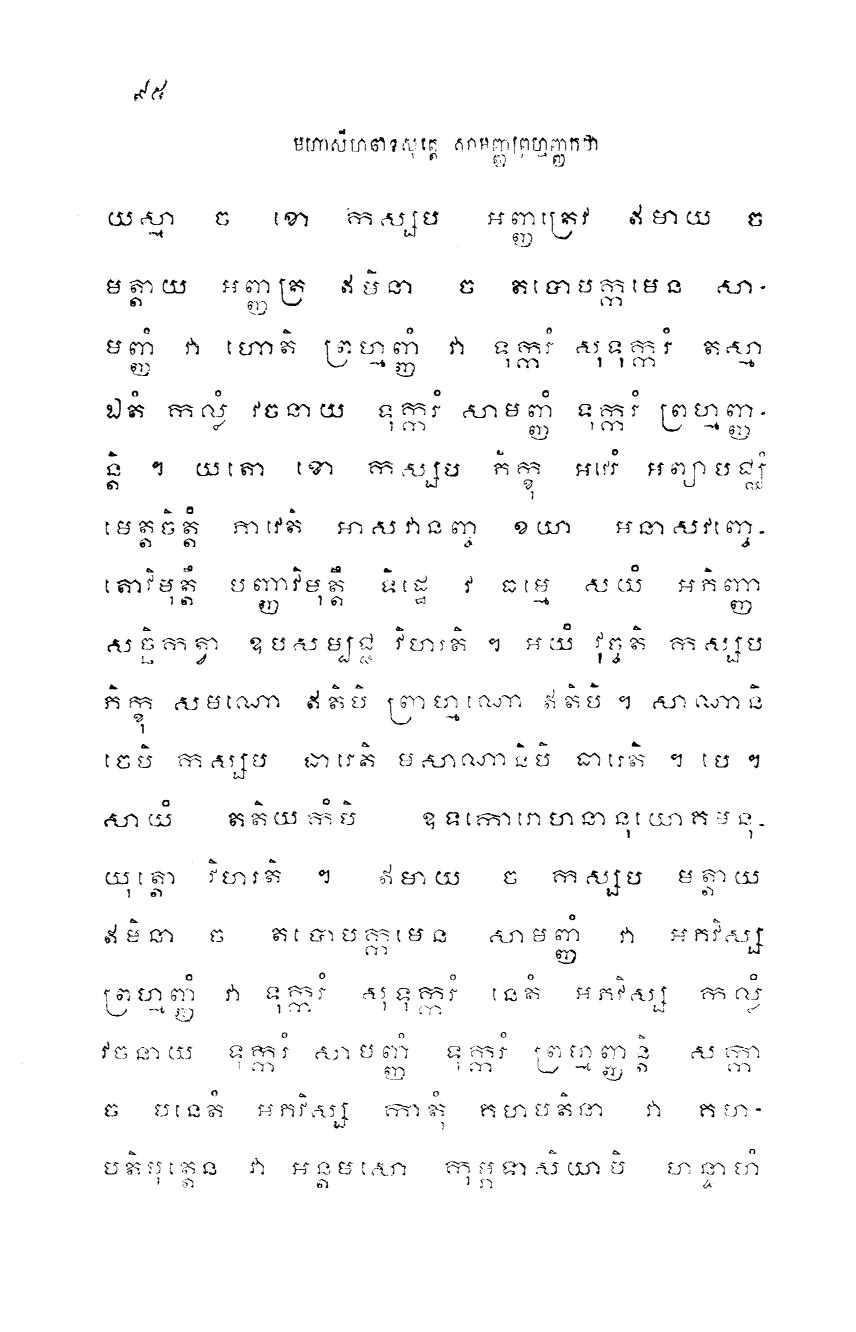 ៩៥
មហាសីហនាទសុត្តេ សាមញ្ញព្រហ្មញ្ញកថា
យស្មា ច ខោ កស្សប អញ្ញត្រេវ ឥមាយ ច
មត្តាយ អញ្ញត្រ ឥមិនា ច តបោបក្កមេន សា-
មញ្ញំ វា ហោតិ ព្រហ្មញ្ញំ វា ទុក្ករំ សុទុក្ករំ តស្មា
ឯតំ កល្លំ វចនាយ ទុក្ករំ សាមញ្ញំ ទុក្ករំ ព្រហ្មញ្ញ-
ន្តិ ។ យតោ ខោ កស្សប ភិក្ខុ អវេរំ អព្យាបជ្ឈំ
មេត្តចិត្តំ ភាវេតិ អាសវានញ្ច ខយា អនាសវញ្ចេ-
តោវិមុត្តឹ បញ្ញាវិមុត្តឹ ទិដ្ឋេ វ ធម្មេ សយំ អភិញ្ញា
សច្ឆិកត្វា ឧបសម្បជ្ជ វិហរតិ ។ អយំ វុច្ចតិ កស្សប
ភិក្ខុ សមណោ ឥតិបិ ព្រាហ្មណោ ឥតិបិ ។ សាណានិ
ចេបិ កស្សប ធារេតិ មសាណានិបិ ធារេតិ ។ បេ ។
សាយំ តតិយកំបិ ឧទកោរោហនានុយោគមនុ-
យុត្តោ វិហរតិ ។ ឥមាយ ច កស្សប មត្តាយ
ឥមិនា ច តបោបក្កមេន សាមញ្ញំ វា អភវិស្ស
ព្រហ្មញ្ញំ វា ទុក្ករំ សុទុក្ករំ នេតំ អភវិស្ស កល្លំ
វចនាយ ទុក្ករំ សាមញ្ញំ ទុក្ករំ ព្រហ្មញ្ញន្តិ សក្កា
ច បនេតំ អភវិស្ស កាតុំ គហបតិនា វា គហ-
បតិបុត្តេន វា អន្តមសោ កុម្ភទាសិយាបិ ហន្ទាហំ